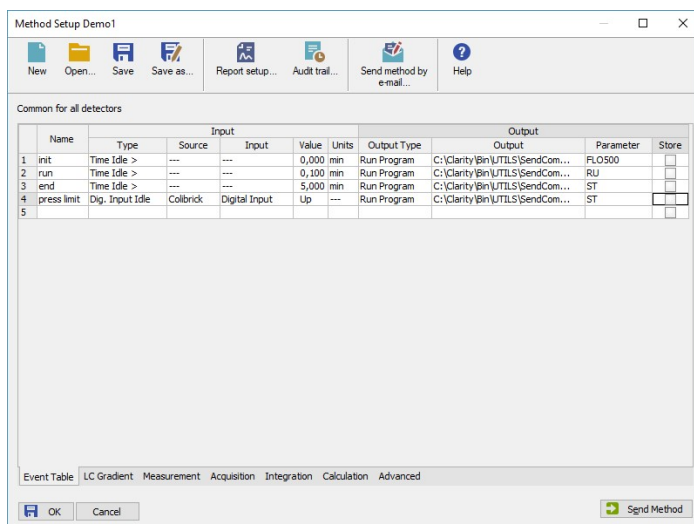 Method Setup Demo1
New Open... Save Save as... Report setup... Audit trail... Send method by e-mail... Help
Common for all detectors
Input Output
Name Type Source Input Value Units Output Type Output Parameter Store
1 init Time Idle > --- --- 0,000 min Run Program C:\Clarity\Bin\UTILS\SendCom... FLO500
2 run Time Idle > --- --- 0,100 min Run Program C:\Clarity\Bin\UTILS\SendCom... RU
3 end Time Idle > --- --- 5,000 min Run Program C:\Clarity\Bin\UTILS\SendCom... ST
4 press limit Dig. Input Idle Colibrick Digital Input Up --- Run Program C:\Clarity\Bin\UTILS\SendCom... ST
5
Event Table LC Gradient Measurement Acquisition Integration Calculation Advanced
OK Cancel Send Method